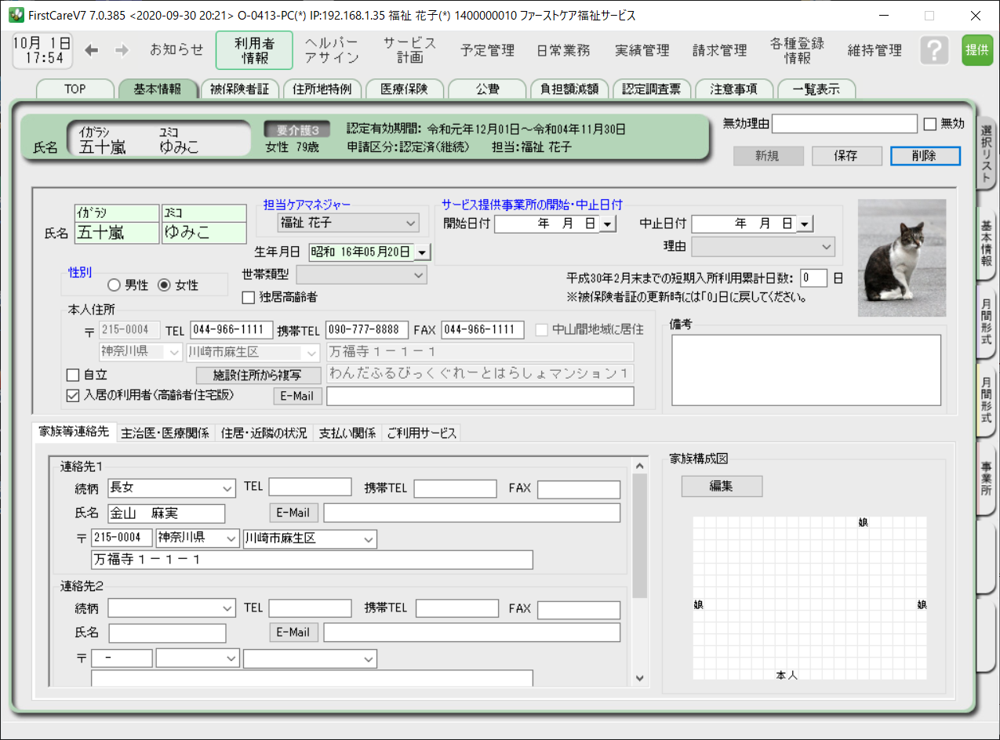 FirstCareV7 7.0.385 <2020-09-30 20:21> O-0413-PC(*) IP:192.168.1.35 福祉 花子(*) 1400000010 ファーストケア福祉サービス
10月 1日 17:54 お知らせ 利用者情報 ヘルパーアサイン サービス計画 予定管理 日常業務 実績管理 請求管理 各種登録情報 維持管理 ? 提供
TOP 基本情報 被保険者証 住所地特例 医療保険 公費 負担額減額 認定調査票 注意事項 一覧表示
氏名 ｲｶﾞﾗｼ ﾕﾐｺ
五十嵐 ゆみこ
要介護3 認定有効期間: 令和元年12月01日～令和04年11月30日
女性 79歳 申請区分:認定済(継続) 担当:福祉 花子
無効理由 無効
新規 保存 削除
選択リスト
基本情報
月間形式
月間形式
事業所
氏名 ｲｶﾞﾗｼ ﾕﾐｺ
五十嵐 ゆみこ
担当ケアマネジャー
福祉 花子
サービス提供事業所の開始・中止日付
開始日付 年 月 日 中止日付 年 月 日
理由
生年月日 昭和 16年05月20日
性別 男性 女性
世帯類型
独居高齢者
平成30年2月末までの短期入所利用累計日数: 0 日
※被保険者証の更新時には「0」日に戻してください。
本人住所
〒 215-0004 TEL 044-966-1111 携帯TEL 090-777-8888 FAX 044-966-1111 中山間地域に居住
神奈川県 川崎市麻生区 万福寺１－１－１
自立 施設住所から複写 わんだふるびっくぐれーとはらしょマンション１
入居の利用者(高齢者住宅版) E-Mail
備考
家族等連絡先 主治医・医療関係 住居・近隣の状況 支払い関係 ご利用サービス
連絡先1
続柄 長女 TEL 携帯TEL FAX
氏名 金山 麻実 E-Mail
〒 215-0004 神奈川県 川崎市麻生区
万福寺１－１－１
連絡先2
続柄 TEL 携帯TEL FAX
氏名 E-Mail
〒 -
家族構成図
編集
娘
娘 娘
本人